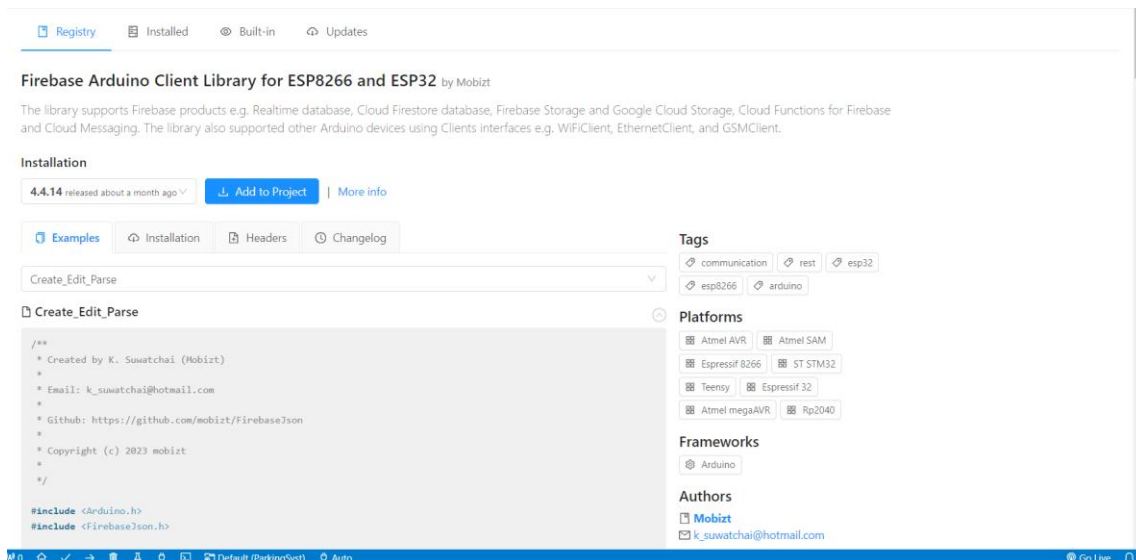 Registry Installed Built-in Updates
Firebase Arduino Client Library for ESP8266 and ESP32 by Mobizt
The library supports Firebase products e.g. Realtime database, Cloud Firestore database, Firebase Storage and Google Cloud Storage, Cloud Functions for Firebase
and Cloud Messaging. The library also supported other Arduino devices using Clients interfaces e.g. WiFiClient, EthernetClient, and GSMClient.
Installation
4.4.14 released about a month ago Add to Project | More info
Examples Installation Headers Changelog
Create_Edit_Parse
Create_Edit_Parse
/**
* Created by K. Suwatchai (Mobizt)
*
* Email: k_suwatchai@hotmail.com
*
* Github: https://github.com/mobizt/FirebaseJson
*
* Copyright (c) 2023 mobizt
*
*/
#include <Arduino.h>
#include <FirebaseJson.h>
Tags
communication rest esp32
esp8266 arduino
Platforms
Atmel AVR Atmel SAM
Espressif 8266 ST STM32
Teensy Espressif 32
Atmel megaAVR Rp2040
Frameworks
Arduino
Authors
Mobizt
k_suwatchai@hotmail.com
0 Default (ParkingSyst) Auto Go Live